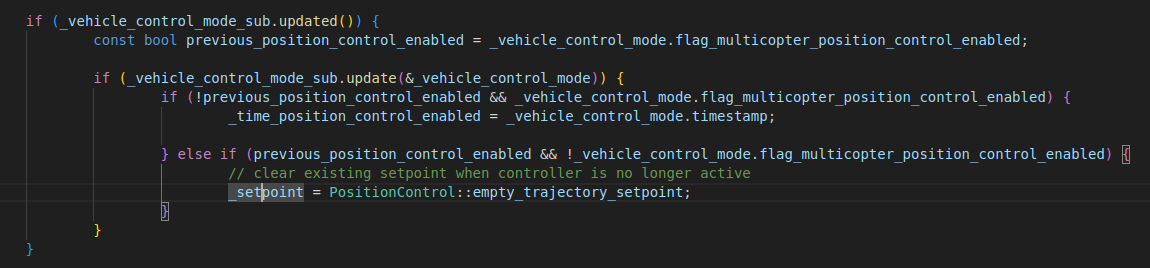 if (_vehicle_control_mode_sub.updated()) {
const bool previous_position_control_enabled = _vehicle_control_mode.flag_multicopter_position_control_enabled;
if (_vehicle_control_mode_sub.update(&_vehicle_control_mode)) {
if (!previous_position_control_enabled && _vehicle_control_mode.flag_multicopter_position_control_enabled) {
_time_position_control_enabled = _vehicle_control_mode.timestamp;
} else if (previous_position_control_enabled && !_vehicle_control_mode.flag_multicopter_position_control_enabled) {
// clear existing setpoint when controller is no longer active
_setpoint = PositionControl::empty_trajectory_setpoint;
}
}
}